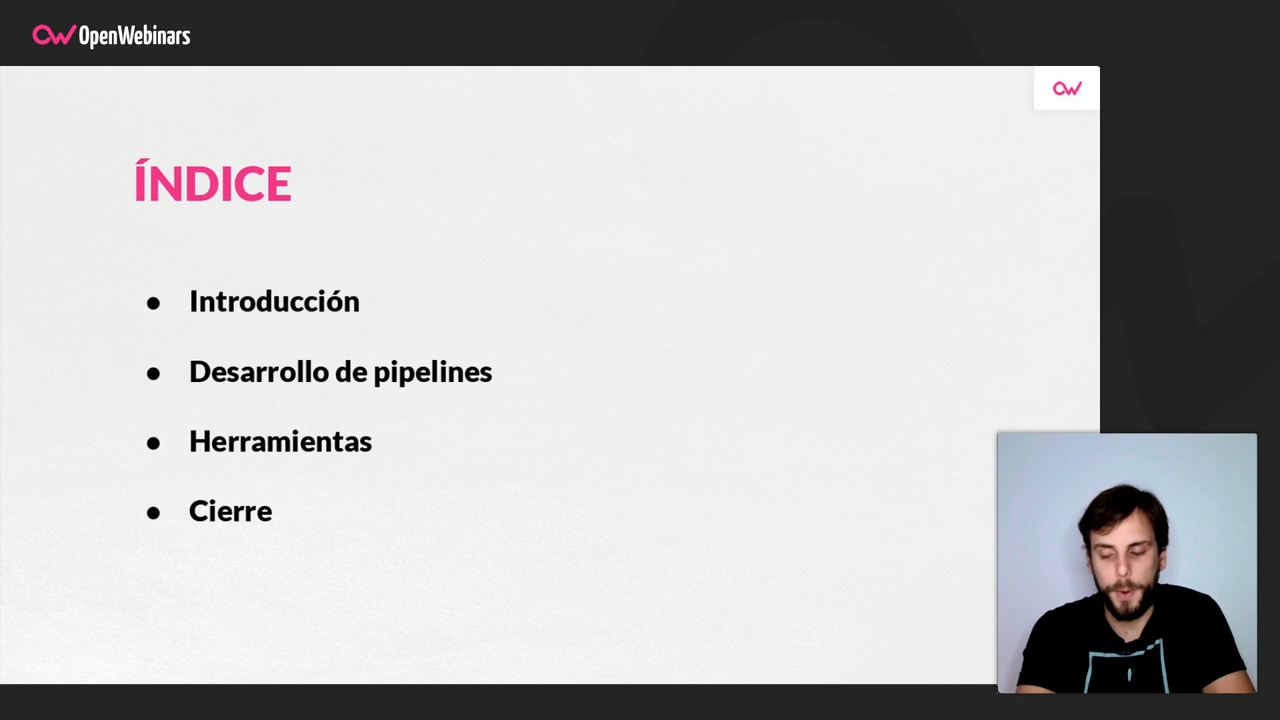 OpenWebinars
ÍNDICE
● Introducción
● Desarrollo de pipelines
● Herramientas
● Cierre